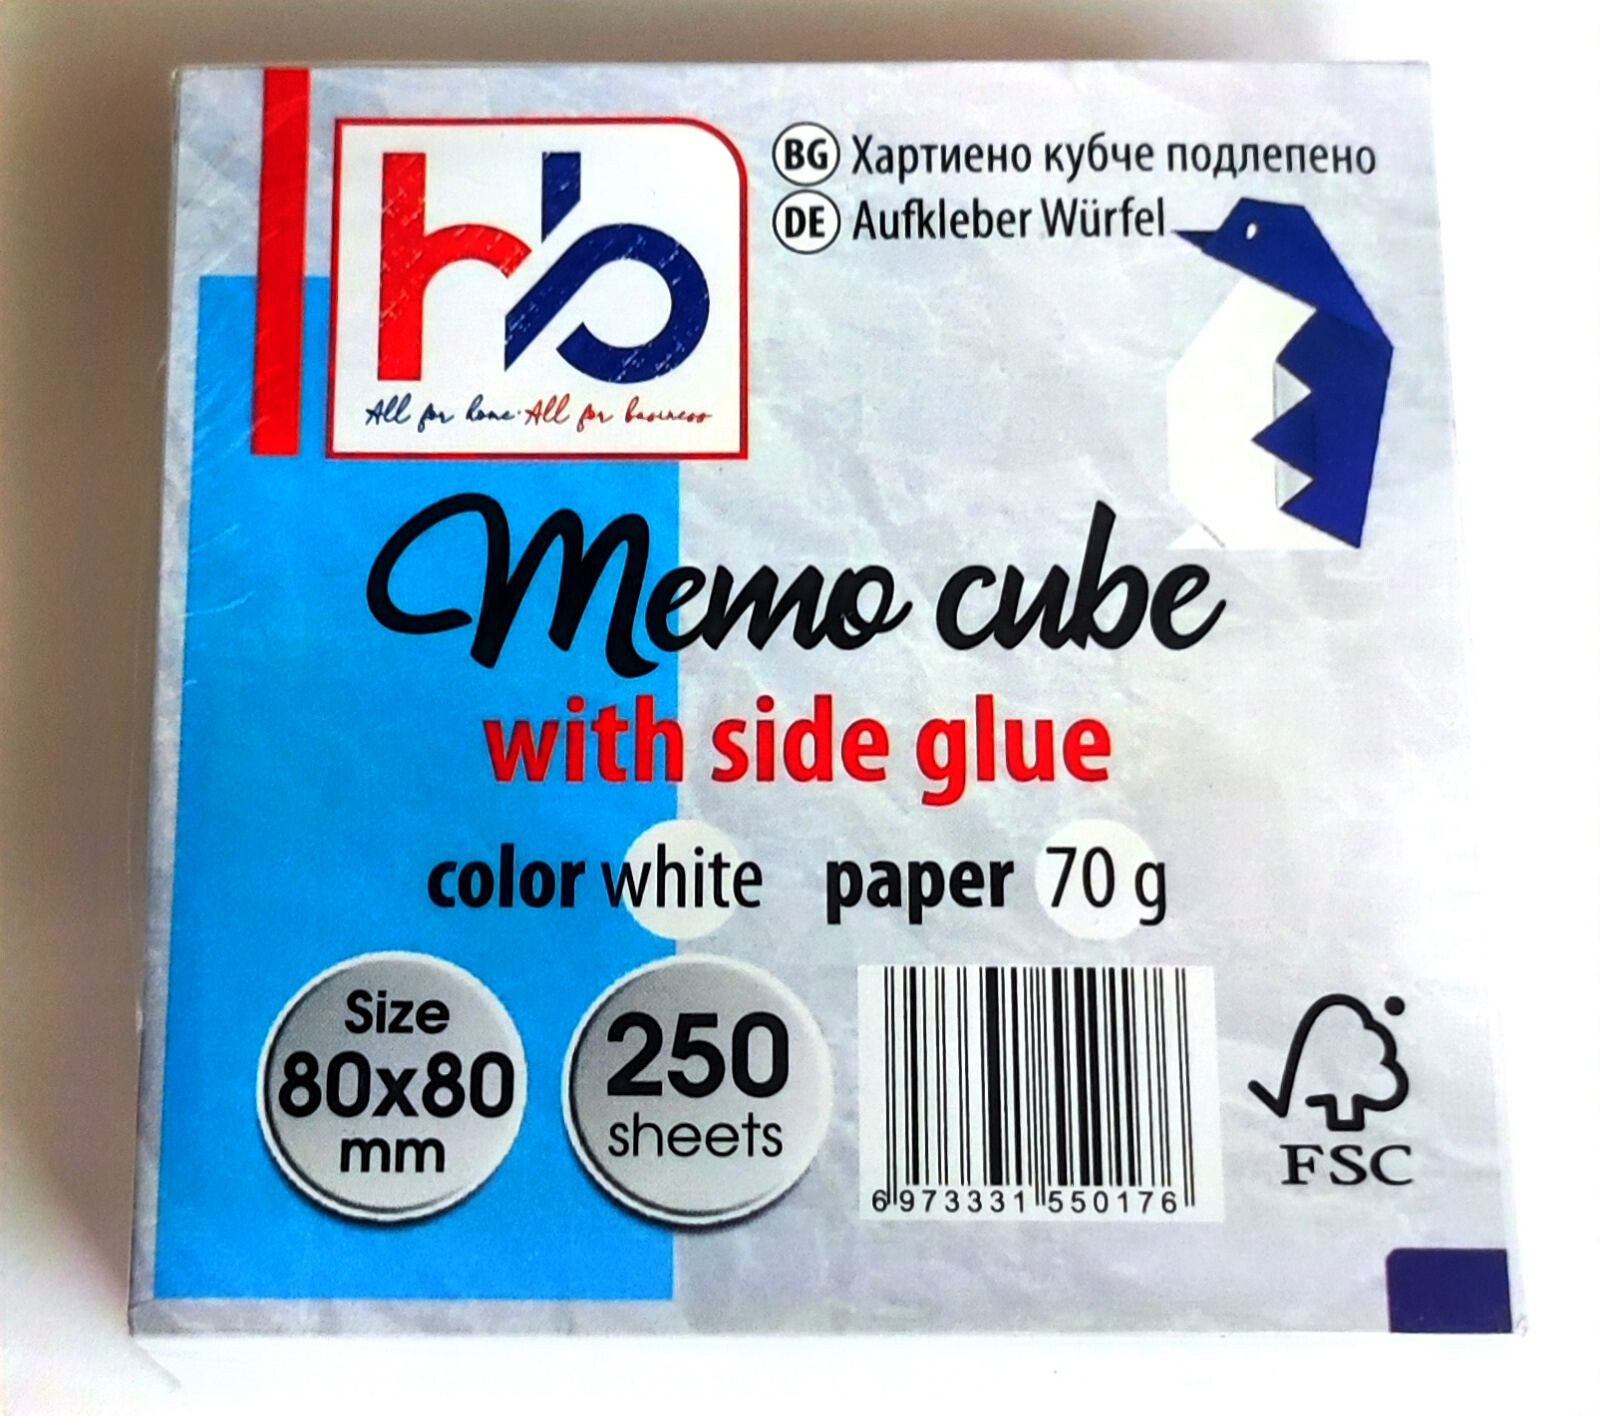 hb
All for home · All for business
BG Хартиено кубче подлепено
DE Aufkleber Würfel
Memo cube
with side glue
color white paper 70 g
Size
80x80
mm
250
sheets
6973331550176
FSC